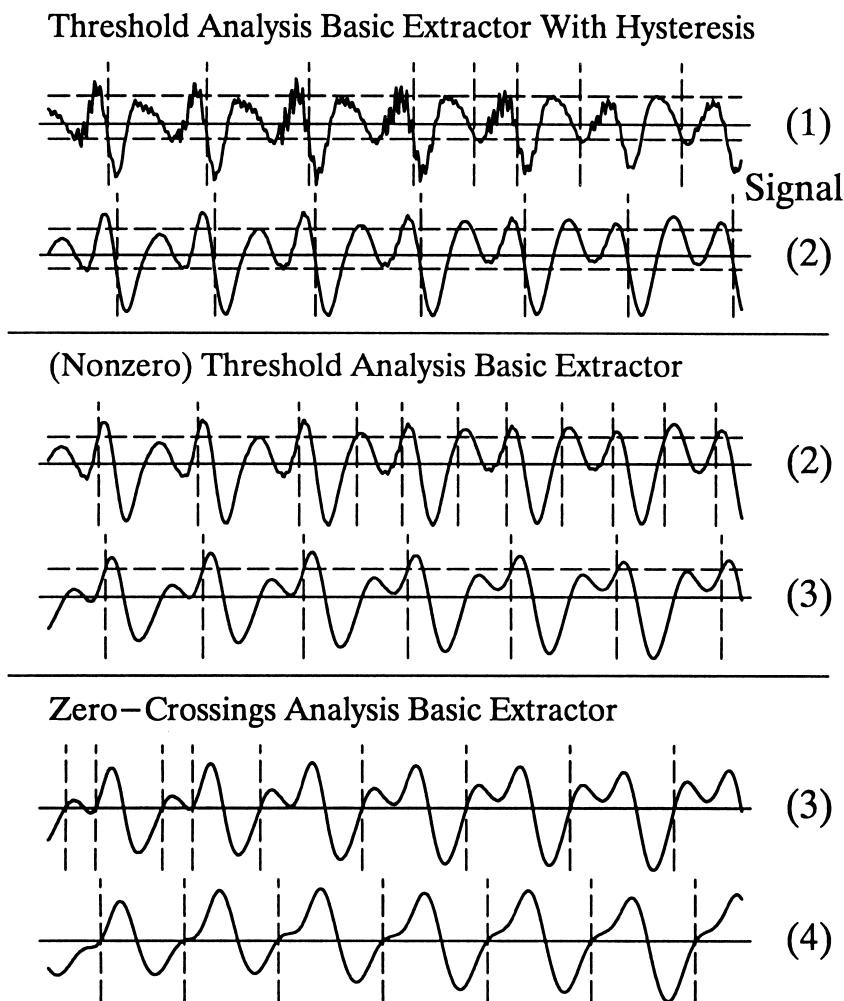 Threshold Analysis Basic Extractor With Hysteresis
(1)
Signal
(2)
(Nonzero) Threshold Analysis Basic Extractor
(2)
(3)
Zero−Crossings Analysis Basic Extractor
(3)
(4)